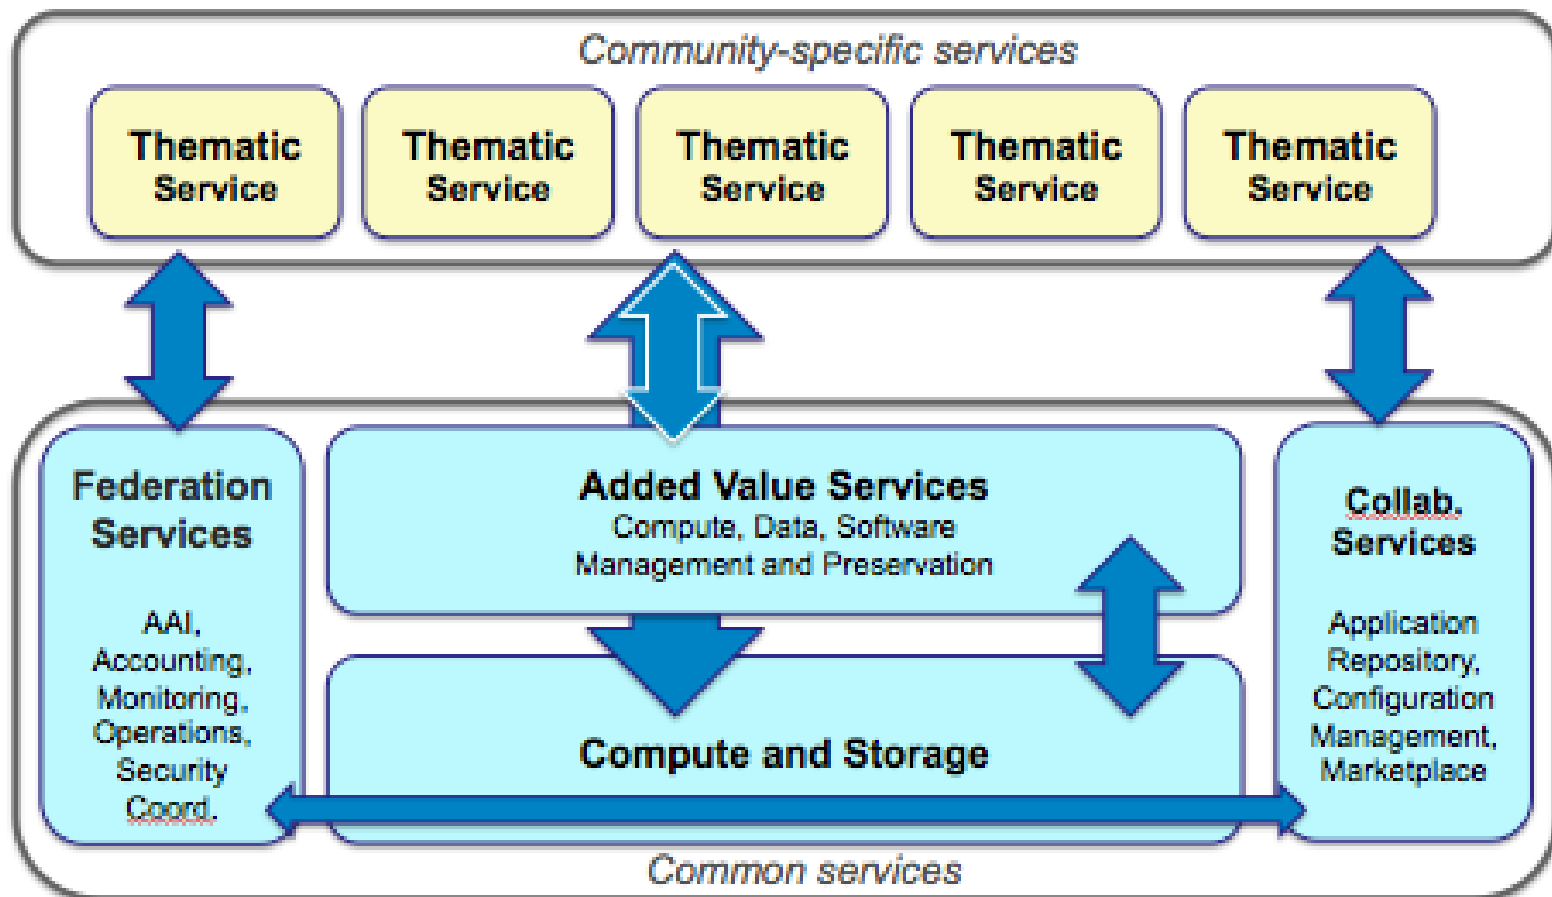 Community-specific services
Thematic
Service
Thematic
Service
Thematic
Service
Thematic
Service
Thematic
Service
Federation
Services
AAI,
Accounting,
Monitoring,
Operations,
Security
Coord.
Added Value Services
Compute, Data, Software
Management and Preservation
Compute and Storage
Collab.
Services
Application
Repository,
Configuration
Management,
Marketplace
Common services